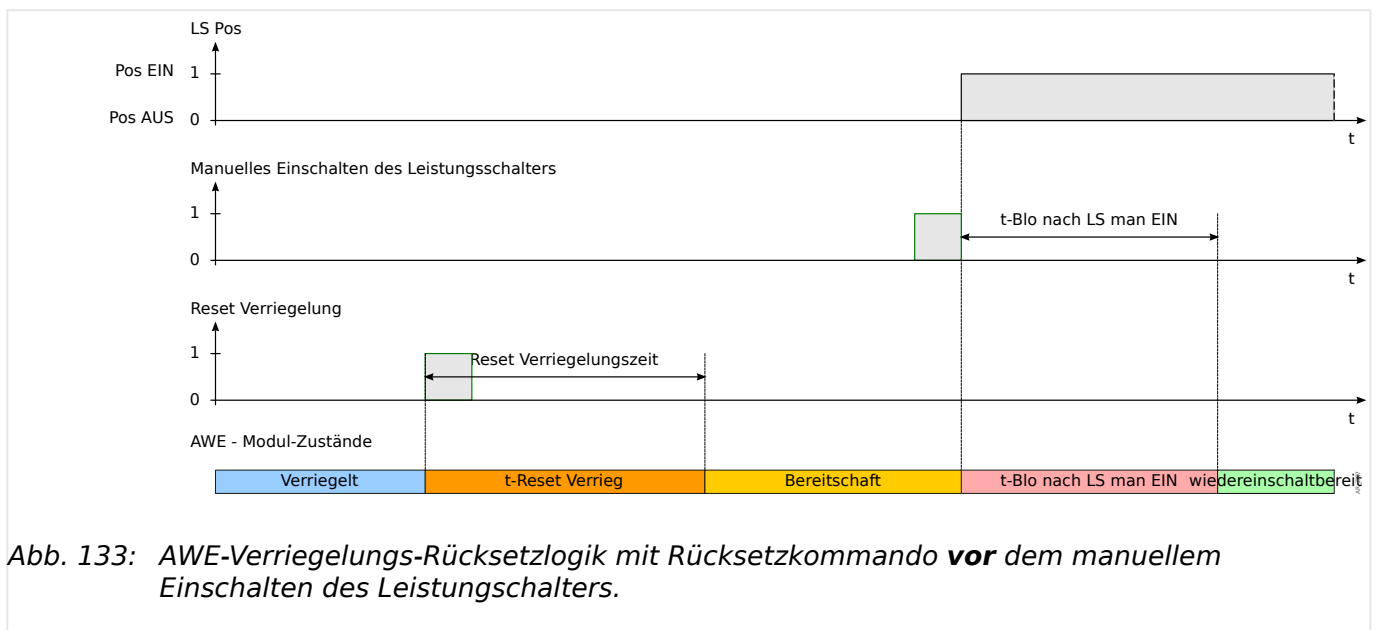 LS Pos
Pos EIN 1
Pos AUS 0
t
Manuelles Einschalten des Leistungsschalters
1
t-Blo nach LS man EIN
0
t
Reset Verriegelung
1
Reset Verriegelungszeit
0
t
AWE - Modul-Zustände
Verriegelt t-Reset Verrieg Bereitschaft t-Blo nach LS man EIN wiedereinschaltbereit
Abb. 133: AWE-Verriegelungs-Rücksetzlogik mit Rücksetzkommando vor dem manuellem
Einschalten des Leistungschalters.